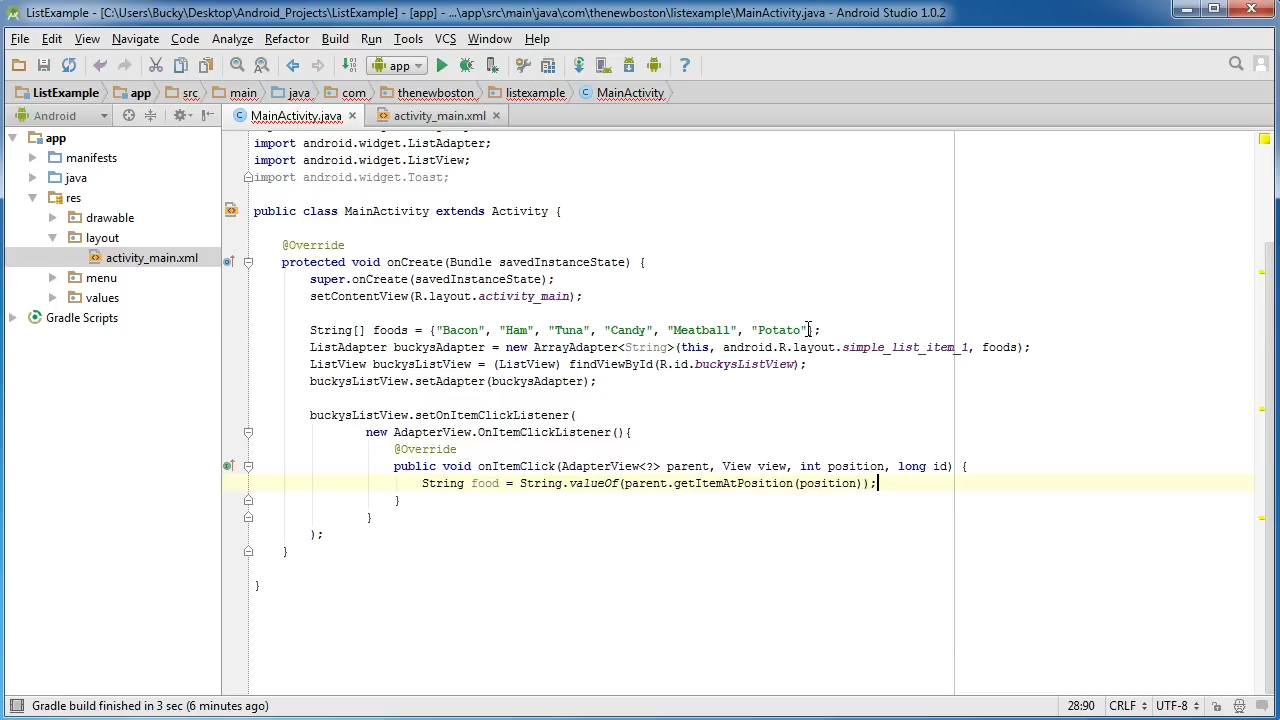 ListExample - [C:\Users\Bucky\Desktop\Android_Projects\ListExample] - [app] - ...\app\src\main\java\com\thenewboston\listexample\MainActivity.java - Android Studio 1.0.2
File Edit View Navigate Code Analyze Refactor Build Run Tools VCS Window Help
app
ListExample app src main java com thenewboston listexample MainActivity
Android MainActivity.java activity_main.xml
app
manifests
java
res
drawable
layout
activity_main.xml
menu
values
Gradle Scripts
import android.widget.ListAdapter;
import android.widget.ListView;
import android.widget.Toast;
public class MainActivity extends Activity {
@Override
protected void onCreate(Bundle savedInstanceState) {
super.onCreate(savedInstanceState);
setContentView(R.layout.activity_main);
String[] foods = {"Bacon", "Ham", "Tuna", "Candy", "Meatball", "Potato"};
ListAdapter buckysAdapter = new ArrayAdapter<String>(this, android.R.layout.simple_list_item_1, foods);
ListView buckysListView = (ListView) findViewById(R.id.buckysListView);
buckysListView.setAdapter(buckysAdapter);
buckysListView.setOnItemClickListener(
new AdapterView.OnItemClickListener(){
@Override
public void onItemClick(AdapterView<?> parent, View view, int position, long id) {
String food = String.valueOf(parent.getItemAtPosition(position));
}
}
);
}
}
Gradle build finished in 3 sec (6 minutes ago) 28:90 CRLF UTF-8